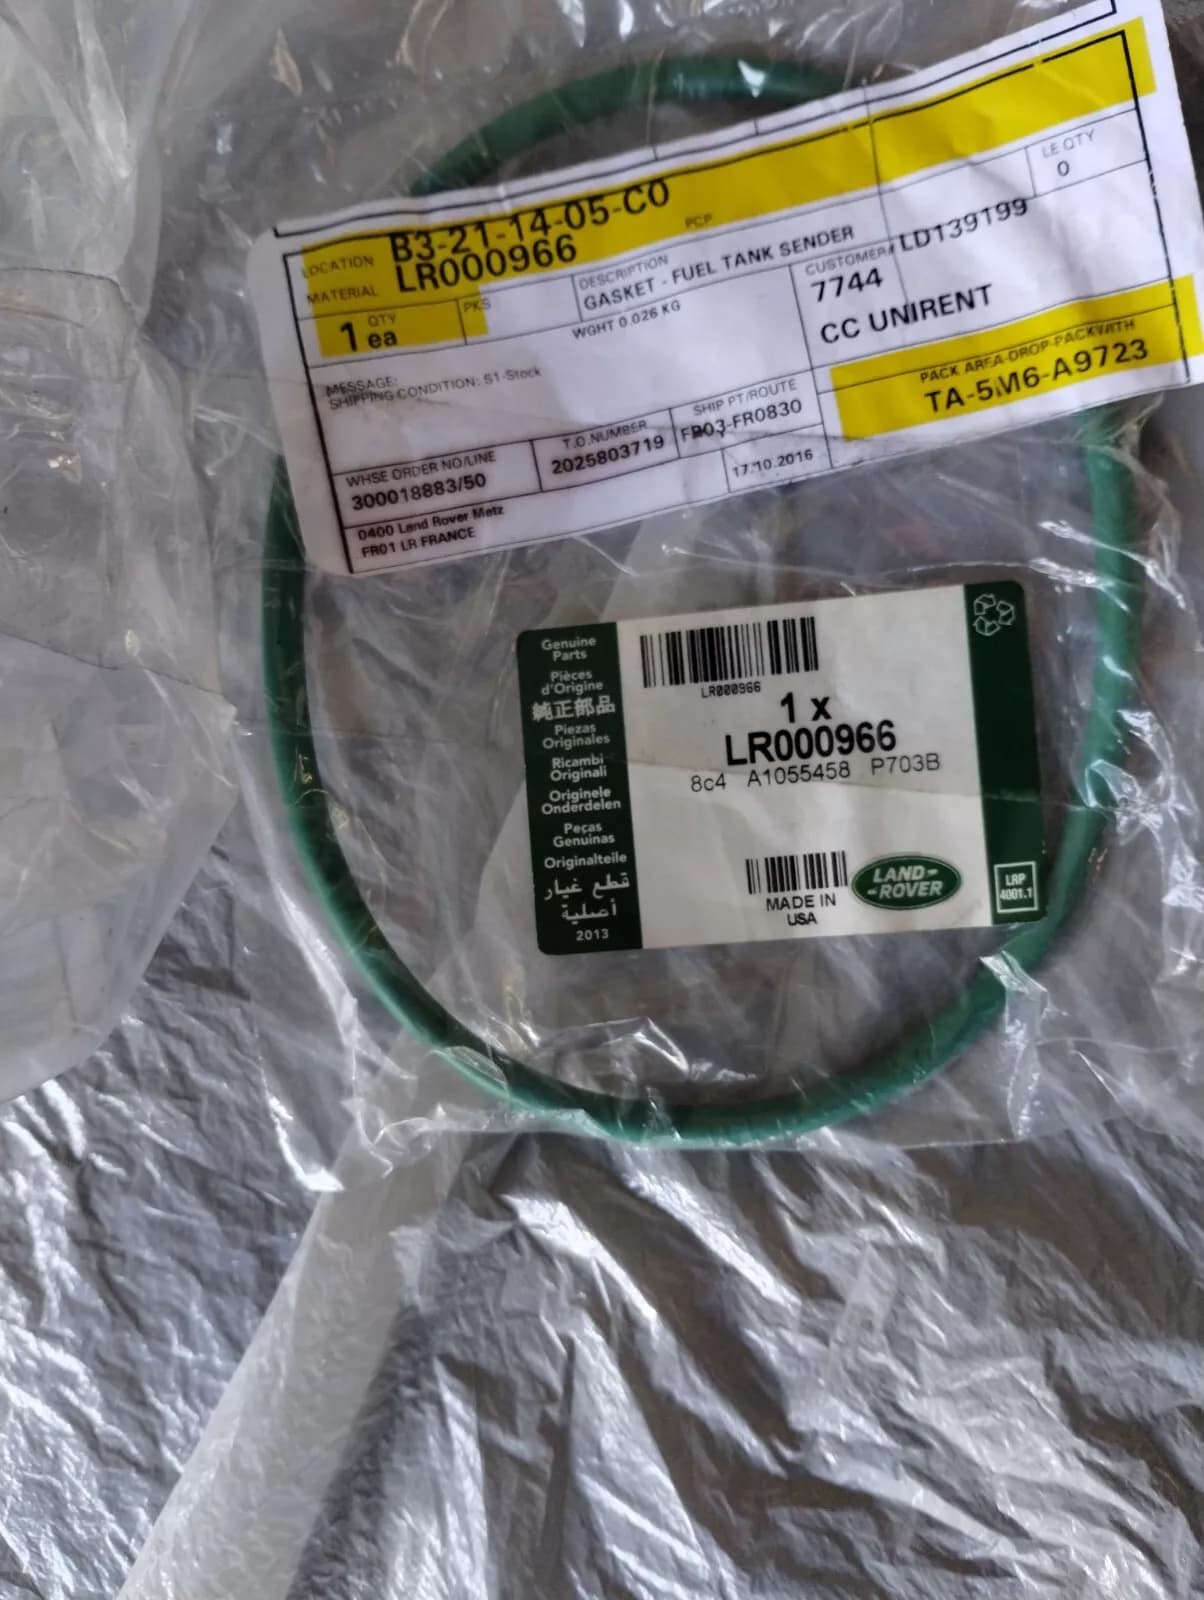 LOCATION B3-21-14-05-C0
MATERIAL LR000966 PCP
QTY 1 ea PKS
DESCRIPTION
GASKET - FUEL TANK SENDER
LE QTY
0
WGHT 0.026 KG
CUSTOMER# LD139199
7744
CC UNIRENT
MESSAGE:
SHIPPING CONDITION: S1-Stock
PACK AREA-DROP-PACKWITH
TA-5M6-A9723
WHSE ORDER NO/LINE
300018883/50
T.O.NUMBER
2025803719
SHIP PT/ROUTE
FR03-FR0830
17.10.2016
0400 Land Rover Metz
FR01 LR FRANCE
Genuine
Parts
Pièces
d'Origine
純正部品
Piezas
Originales
Ricambi
Originali
Originele
Onderdelen
Peças
Genuinas
Originalteile
قطع غيار
أصلية
2013
LR000966
1 x
LR000966
8c4 A1055458 P703B
MADE IN
USA
LAND-
-ROVER
LRP
4001.1